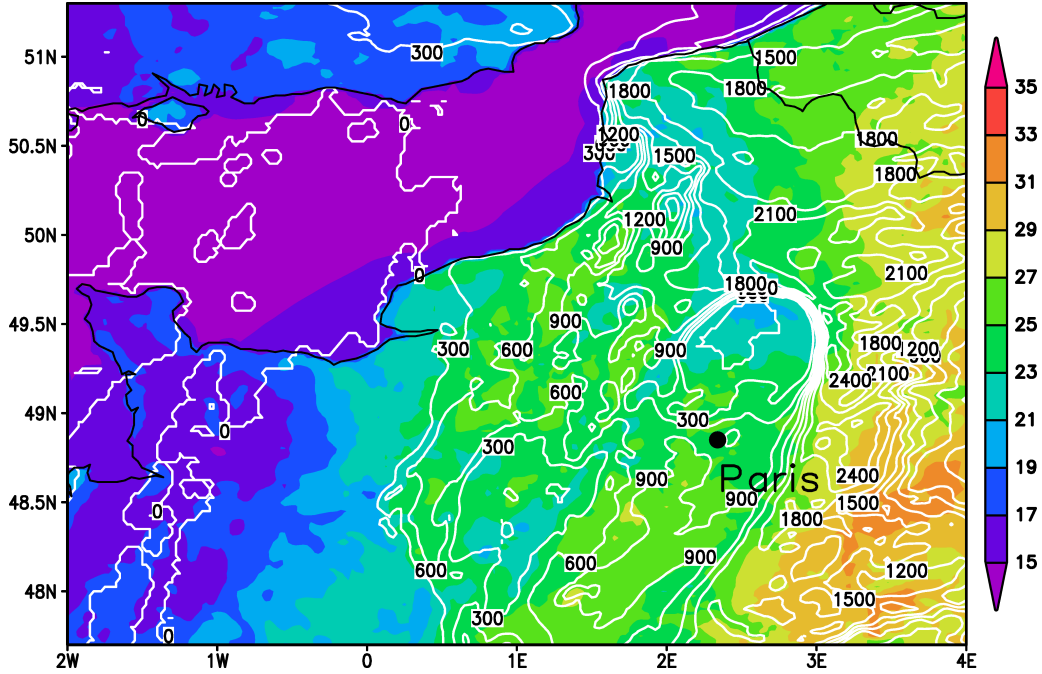 51N 300 1500 35
1800 1800
0 0 1200 1800 33
50.5N 300 1500
1800 31
1200 2100
50N 900 29
0 1800 2100
27
49.5N 900 1800 1200
300 600 900 25
2400 2100
49N 600 23
0 300
300 21
Paris
900 2400
48.5N 0 900 1500 19
1800
17
600 600 900 1200
48N 1500 15
300
0
2W 1W 0 1E 2E 3E 4E